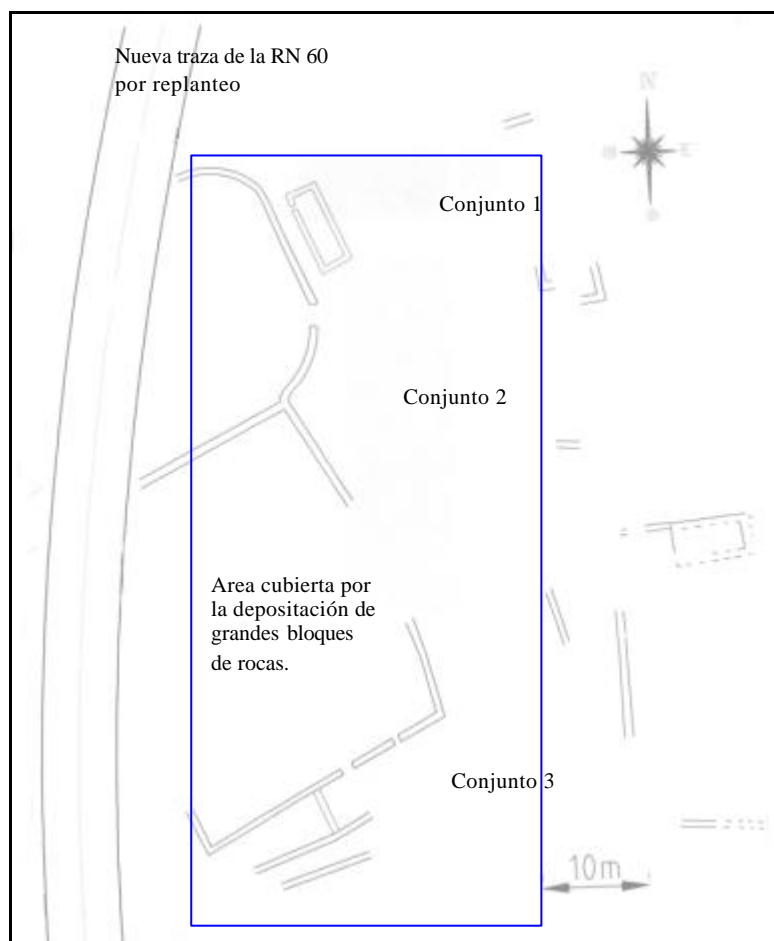 Nueva traza de la RN 60
por replanteo
N
E
Conjunto 1
Conjunto 2
Area cubierta por
la depositación de
grandes bloques
de rocas.
Conjunto 3
10m